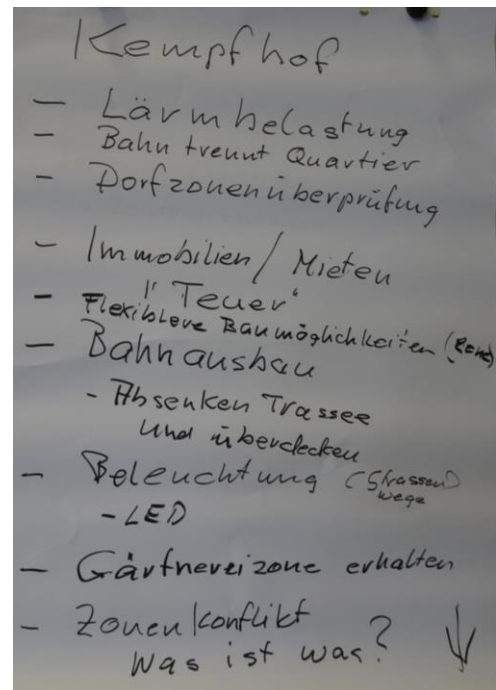 Kempfhof
- Lärmbelastung
- Bahn trennt Quartier
- Dorfzonenüberprüfung
- Immobilien / Mieten
"Teuer"
- Flexiblere Baumöglichkeiten
- Bahnausbau
- Absenken Trassee
und überdecken
- Beleuchtung (Strassen)
wege
- LED
- Gärtnereizone erhalten
- Zonenkonflikt
Was ist was? ↓